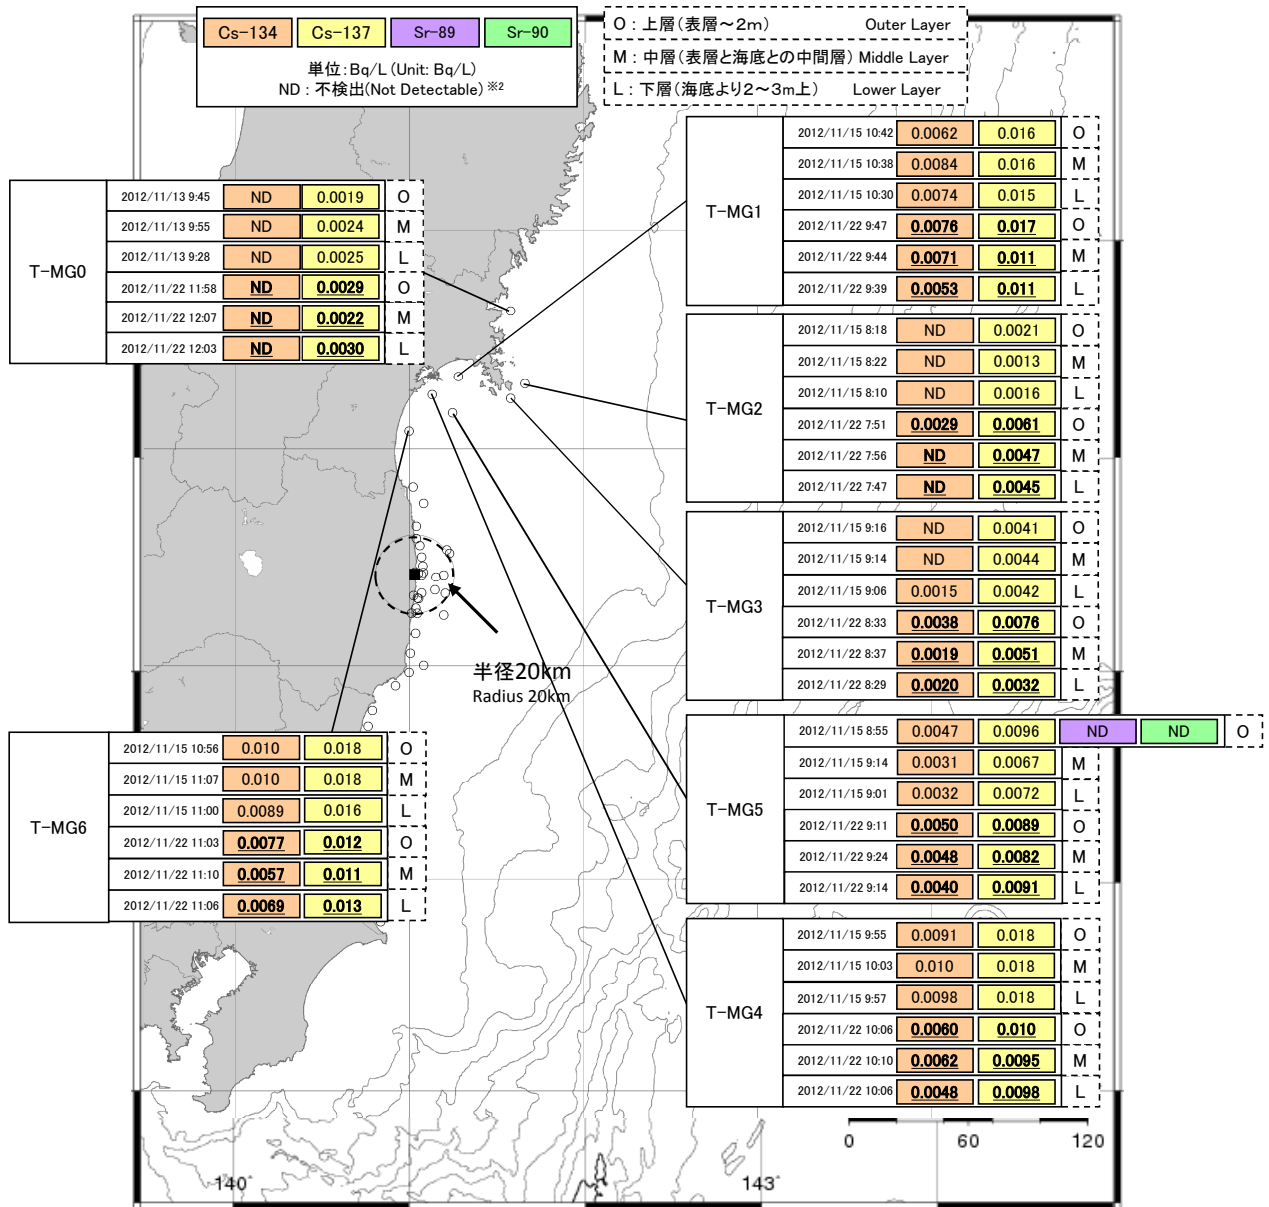 Cs-134 Cs-137 Sr-89 Sr-90
単位:Bq/L (Unit: Bq/L)
ND : 不検出(Not Detectable) ※2
O : 上層(表層～2m) Outer Layer
M : 中層(表層と海底との中間層) Middle Layer
L : 下層(海底より2～3m上) Lower Layer
T-MG0
2012/11/13 9:45 ND 0.0019 O
2012/11/13 9:55 ND 0.0024 M
2012/11/13 9:28 ND 0.0025 L
2012/11/22 11:58 ND 0.0029 O
2012/11/22 12:07 ND 0.0022 M
2012/11/22 12:03 ND 0.0030 L
T-MG1
2012/11/15 10:42 0.0062 0.016 O
2012/11/15 10:38 0.0084 0.016 M
2012/11/15 10:30 0.0074 0.015 L
2012/11/22 9:47 0.0076 0.017 O
2012/11/22 9:44 0.0071 0.011 M
2012/11/22 9:39 0.0053 0.011 L
T-MG2
2012/11/15 8:18 ND 0.0021 O
2012/11/15 8:22 ND 0.0013 M
2012/11/15 8:10 ND 0.0016 L
2012/11/22 7:51 0.0029 0.0061 O
2012/11/22 7:56 ND 0.0047 M
2012/11/22 7:47 ND 0.0045 L
T-MG3
2012/11/15 9:16 ND 0.0041 O
2012/11/15 9:14 ND 0.0044 M
2012/11/15 9:06 0.0015 0.0042 L
2012/11/22 8:33 0.0038 0.0076 O
2012/11/22 8:37 0.0019 0.0051 M
2012/11/22 8:29 0.0020 0.0032 L
半径20km
Radius 20km
T-MG5
2012/11/15 8:55 0.0047 0.0096 ND ND O
2012/11/15 9:14 0.0031 0.0067 M
2012/11/15 9:01 0.0032 0.0072 L
2012/11/22 9:11 0.0050 0.0089 O
2012/11/22 9:24 0.0048 0.0082 M
2012/11/22 9:14 0.0040 0.0091 L
T-MG6
2012/11/15 10:56 0.010 0.018 O
2012/11/15 11:07 0.010 0.018 M
2012/11/15 11:00 0.0089 0.016 L
2012/11/22 11:03 0.0077 0.012 O
2012/11/22 11:10 0.0057 0.011 M
2012/11/22 11:06 0.0069 0.013 L
T-MG4
2012/11/15 9:55 0.0091 0.018 O
2012/11/15 10:03 0.010 0.018 M
2012/11/15 9:57 0.0098 0.018 L
2012/11/22 10:06 0.0060 0.010 O
2012/11/22 10:10 0.0062 0.0095 M
2012/11/22 10:06 0.0048 0.0098 L
0 60 120
140° 143°